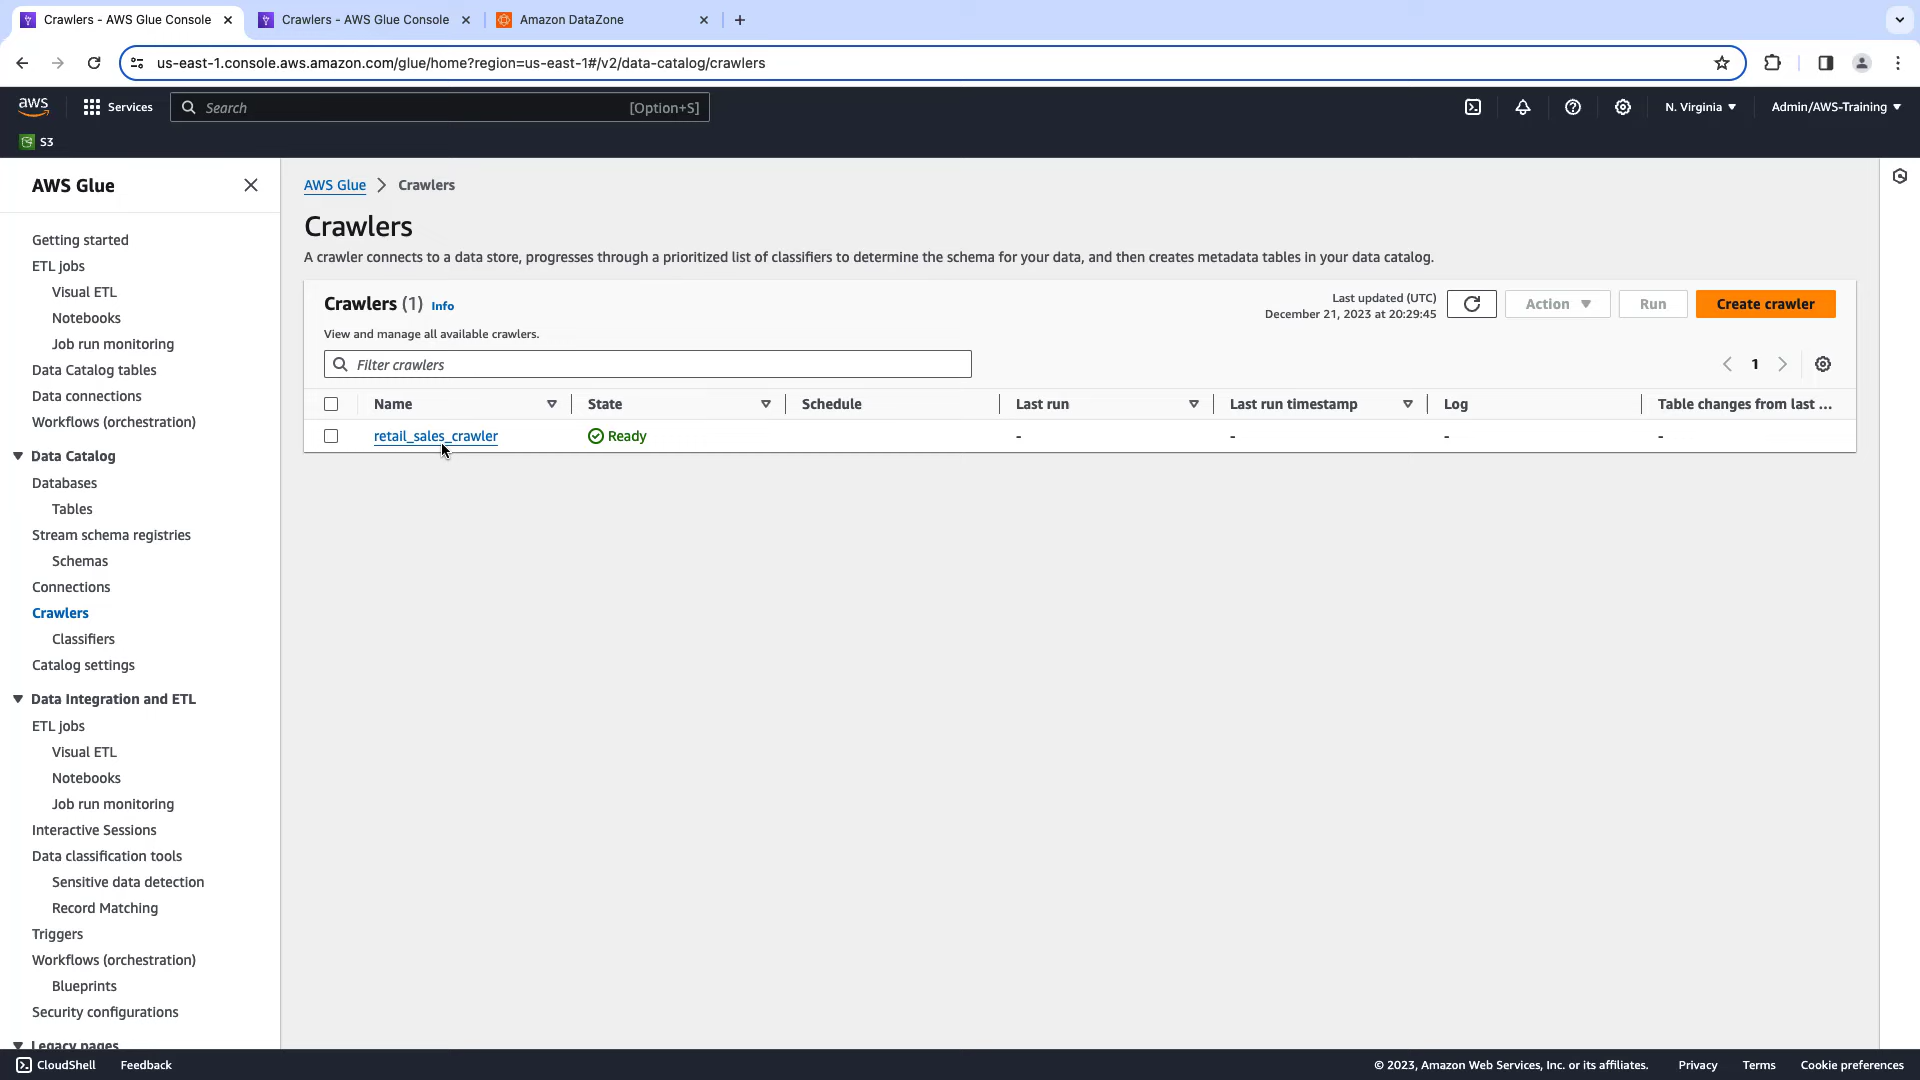 Crawlers - AWS Glue Console
Crawlers - AWS Glue Console
Amazon DataZone
us-east-1.console.aws.amazon.com/glue/home?region=us-east-1#/v2/data-catalog/crawlers
aws
Services
Search
[Option+S]
N. Virginia
Admin/AWS-Training
S3
AWS Glue
Getting started
ETL jobs
Visual ETL
Notebooks
Job run monitoring
Data Catalog tables
Data connections
Workflows (orchestration)
Data Catalog
Databases
Tables
Stream schema registries
Schemas
Connections
Crawlers
Classifiers
Catalog settings
Data Integration and ETL
ETL jobs
Visual ETL
Notebooks
Job run monitoring
Interactive Sessions
Data classification tools
Sensitive data detection
Record Matching
Triggers
Workflows (orchestration)
Blueprints
Security configurations
Legacy pages
AWS Glue > Crawlers
Crawlers
A crawler connects to a data store, progresses through a prioritized list of classifiers to determine the schema for your data, and then creates metadata tables in your data catalog.
Crawlers (1) Info
View and manage all available crawlers.
Last updated (UTC)
December 21, 2023 at 20:29:45
Action
Run
Create crawler
Filter crawlers
1
Name State Schedule Last run Last run timestamp Log Table changes from last ...
retail_sales_crawler Ready - - - -
CloudShell
Feedback
© 2023, Amazon Web Services, Inc. or its affiliates.
Privacy
Terms
Cookie preferences